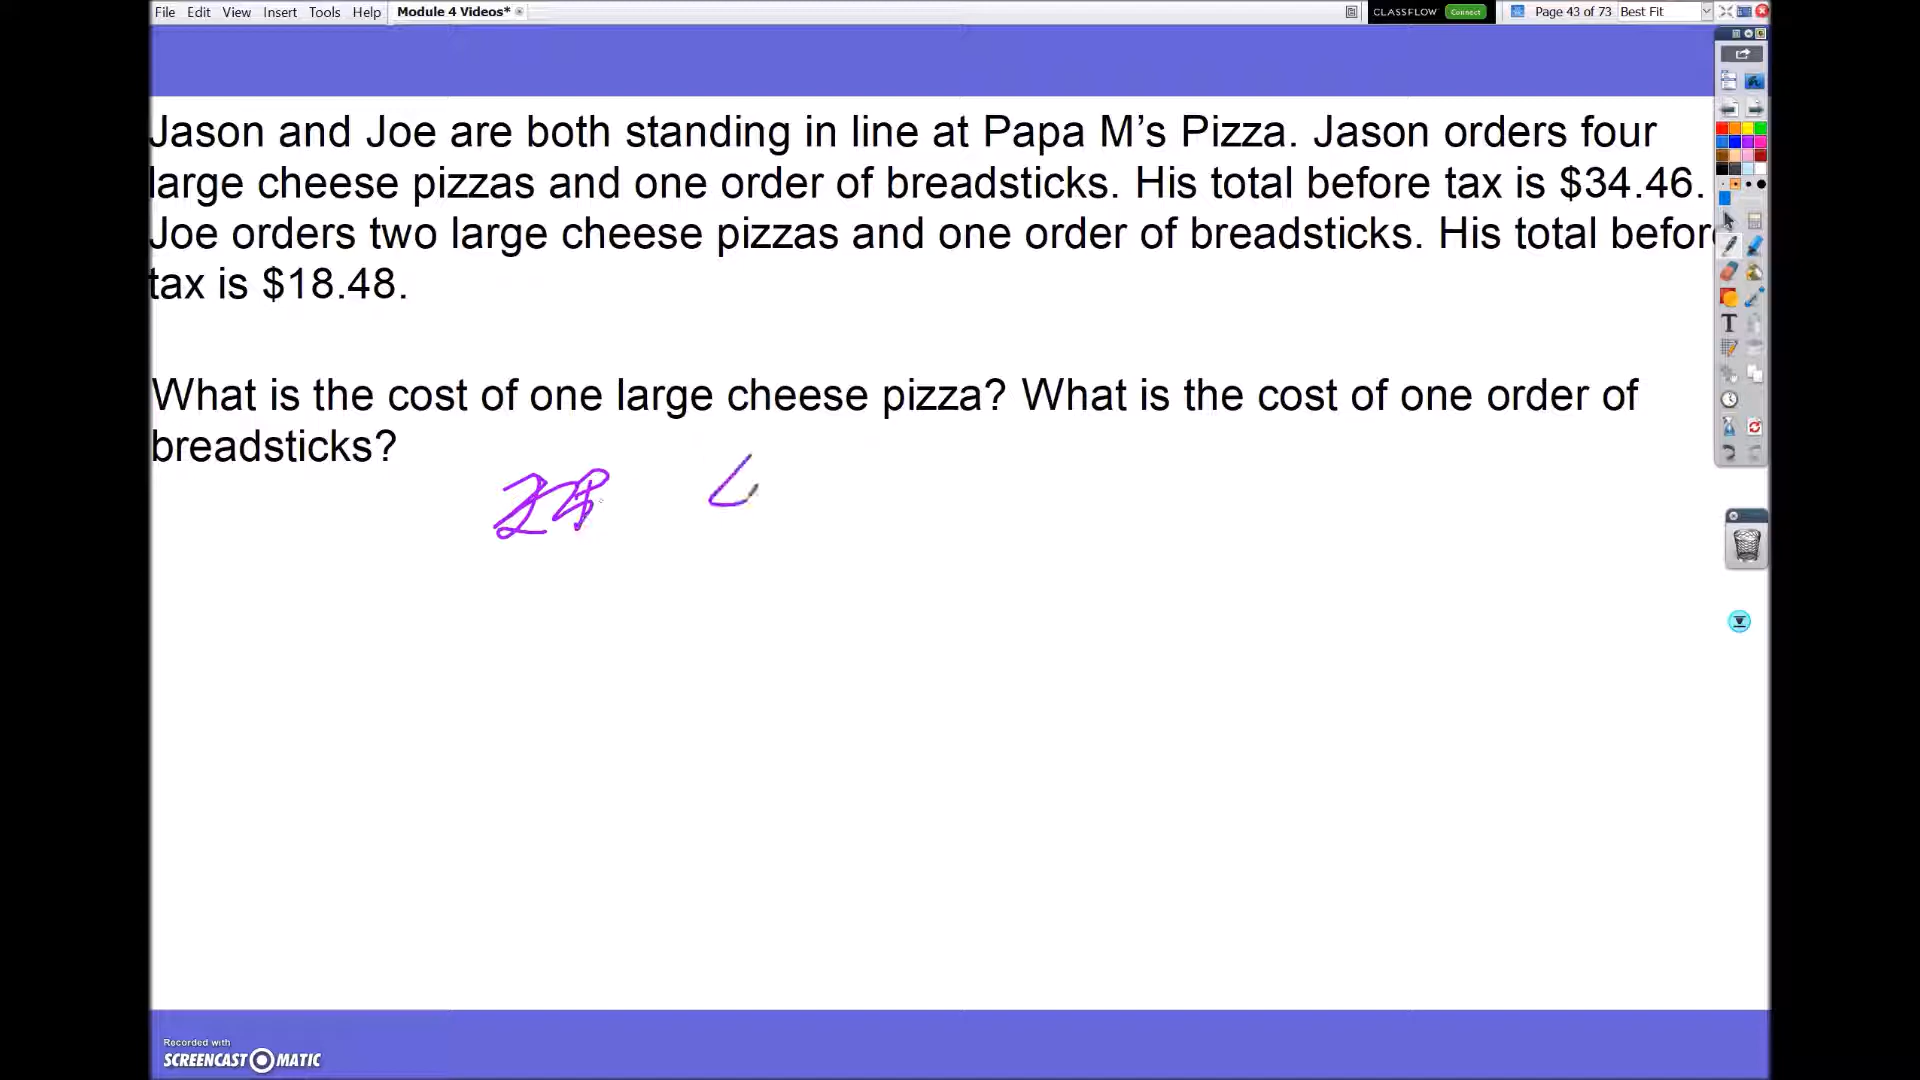 File Edit View Insert Tools Help Module 4 Videos* CLASSFLOW Connect Page 43 of 73 Best Fit
Jason and Joe are both standing in line at Papa M’s Pizza. Jason orders four
large cheese pizzas and one order of breadsticks. His total before tax is $34.46.
Joe orders two large cheese pizzas and one order of breadsticks. His total befor
tax is $18.48.
What is the cost of one large cheese pizza? What is the cost of one order of
breadsticks?
Recorded with
SCREENCAST MATIC